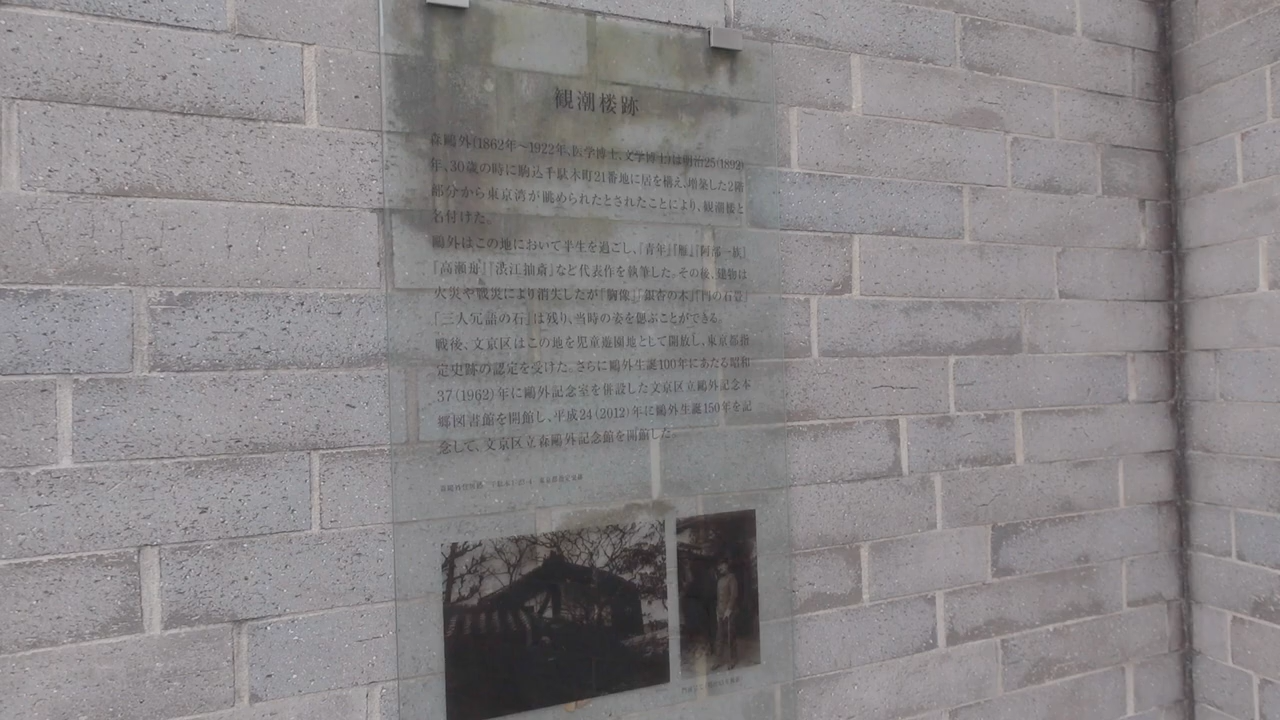 観潮楼跡
森鷗外(1862年〜1922年、医学博士、文学博士)は明治25(1892)
年、30歳の時に駒込千駄木町21番地に居を構え、増築した2階
部分から東京湾が眺められたとされたことにより、観潮楼と
名付けた。
鷗外はこの地において半生を過ごし、『青年』『雁』『阿部一族』
『高瀬舟』『渋江抽斎』など代表作を執筆した。その後、建物は
火災や戦災により消失したが「胸像」「銀杏の木」「門の石畳」
「三人冗語の石」は残り、当時の姿を偲ぶことができる。
戦後、文京区はこの地を児童遊園地として開放し、東京都指
定史跡の認定を受けた。さらに鷗外生誕100年にあたる昭和
37(1962)年に鷗外記念室を併設した文京区立鷗外記念本
郷図書館を開館し、平成24(2012)年に鷗外生誕150年を記
念して、文京区立森鷗外記念館を開館した。